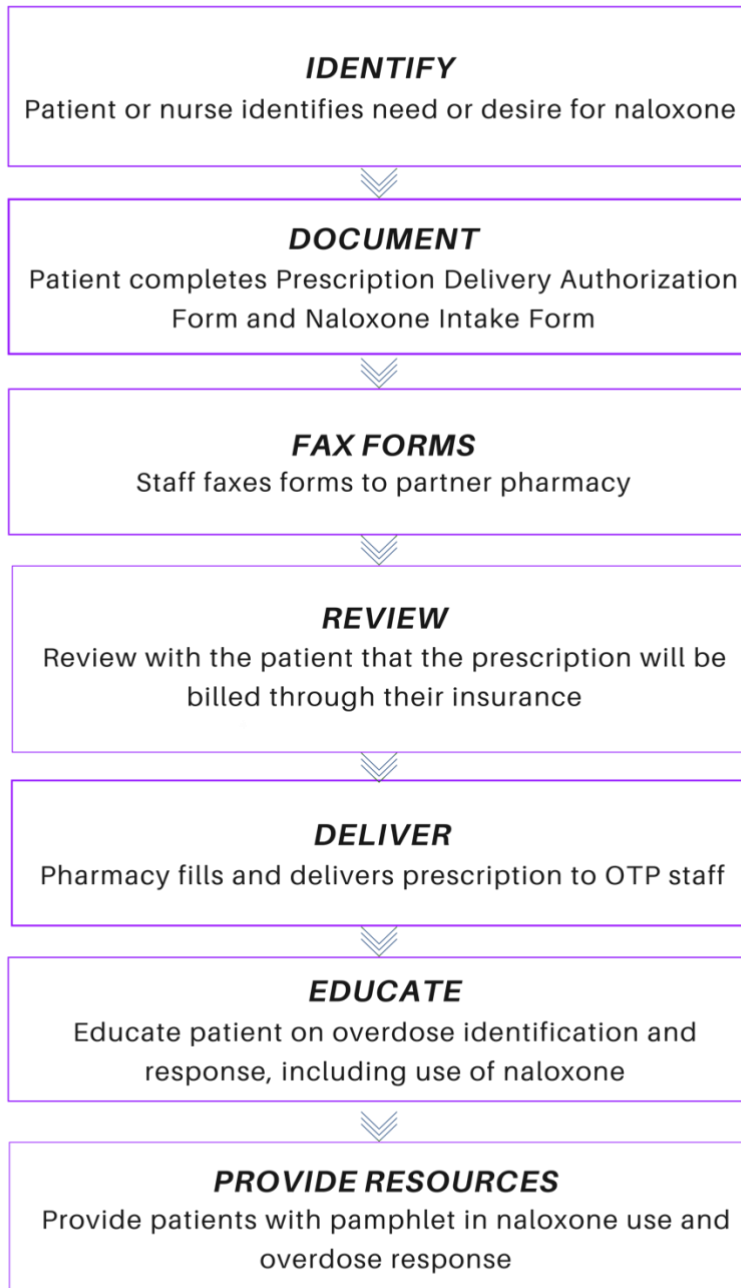 IDENTIFY
Patient or nurse identifies need or desire for naloxone
DOCUMENT
Patient completes Prescription Delivery Authorization
Form and Naloxone Intake Form
FAX FORMS
Staff faxes forms to partner pharmacy
REVIEW
Review with the patient that the prescription will be
billed through their insurance
DELIVER
Pharmacy fills and delivers prescription to OTP staff
EDUCATE
Educate patient on overdose identification and
response, including use of naloxone
PROVIDE RESOURCES
Provide patients with pamphlet in naloxone use and
overdose response